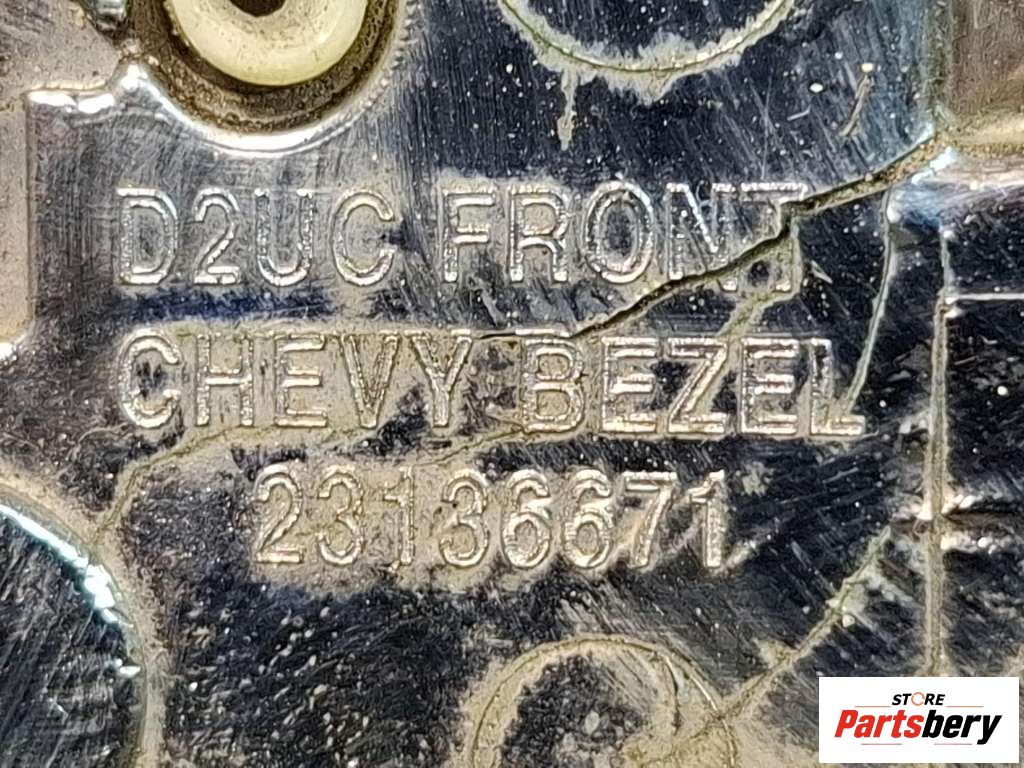 D2UC FRONT
CHEVY BEZEL
23136671
STORE
Partsbery